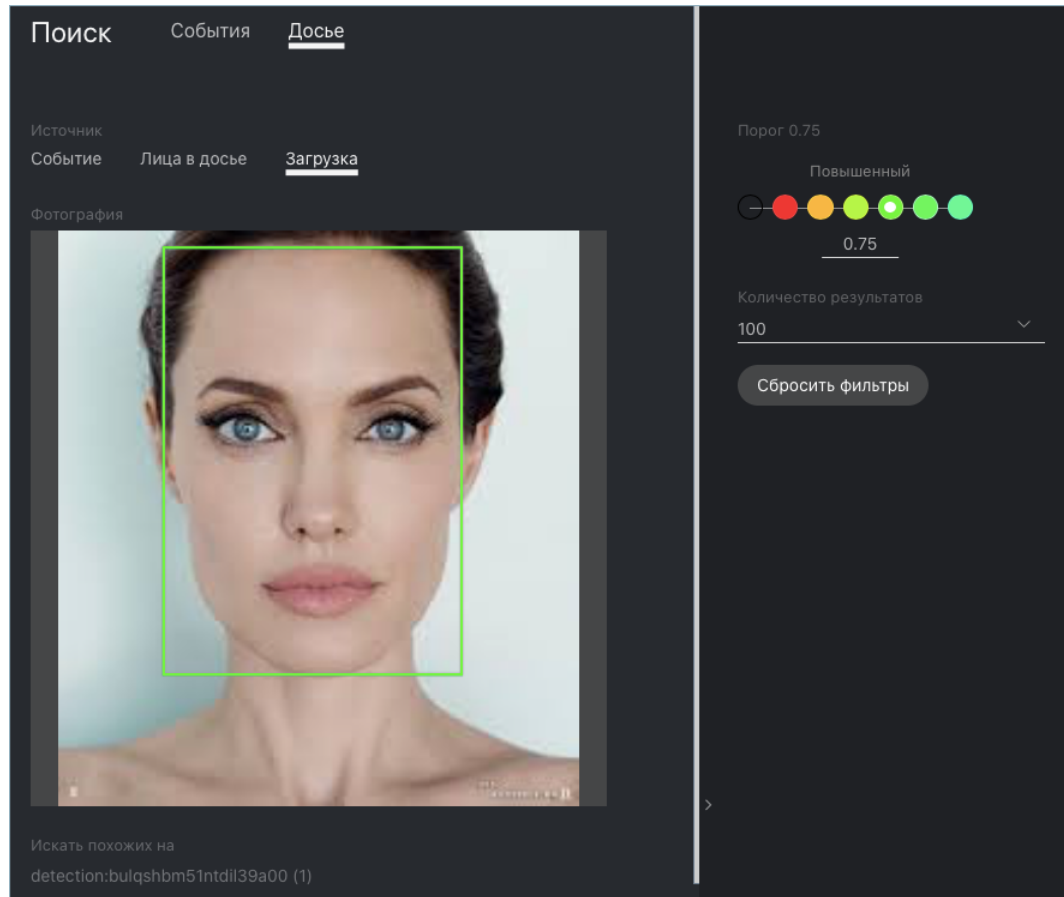 Поиск События Досье
Источник
Событие Лица в досье Загрузка
Фотография
Искать похожих на
detection:bulqshbm51ntdil39a00 (1)
Порог 0.75
Повышенный
0.75
Количество результатов
100
Сбросить фильтры